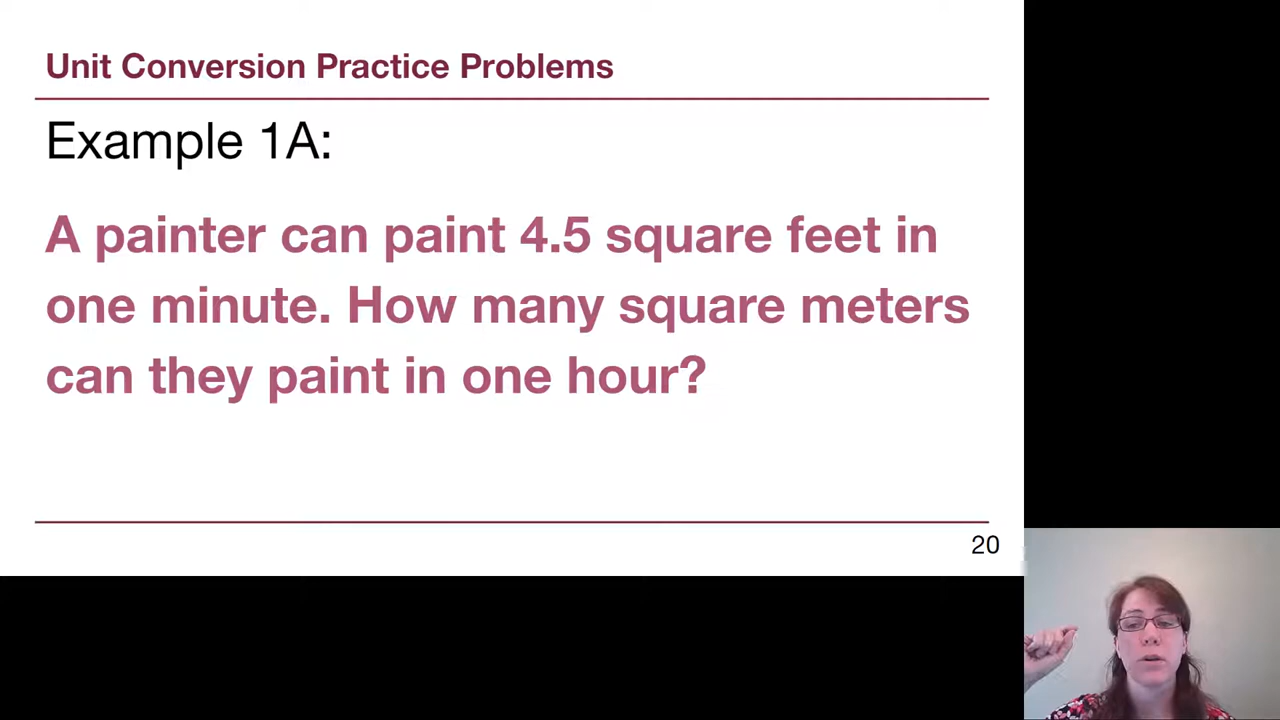 Unit Conversion Practice Problems
Example 1A:
A painter can paint 4.5 square feet in
one minute. How many square meters
can they paint in one hour?
20